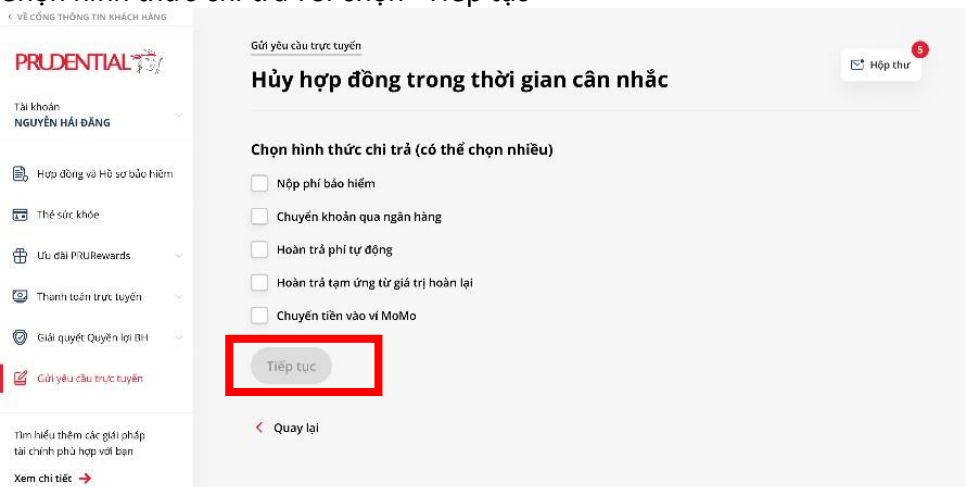 ‹ VỀ CỔNG THÔNG TIN KHÁCH HÀNG
PRUDENTIAL
Tài khoản
NGUYỄN HẢI ĐĂNG
Hợp đồng và Hồ sơ bảo hiểm
Thẻ sức khỏe
Ưu đãi PRURewards
Thanh toán trực tuyến
Giải quyết Quyền lợi BH
Gửi yêu cầu trực tuyến
Tìm hiểu thêm các giải pháp
tài chính phù hợp với bạn
Xem chi tiết →
Gửi yêu cầu trực tuyến
Hủy hợp đồng trong thời gian cân nhắc
5
Hộp thư
Chọn hình thức chi trả (có thể chọn nhiều)
Nộp phí bảo hiểm
Chuyển khoản qua ngân hàng
Hoàn trả phí tự động
Hoàn trả tạm ứng từ giá trị hoàn lại
Chuyển tiền vào ví MoMo
Tiếp tục
Quay lại